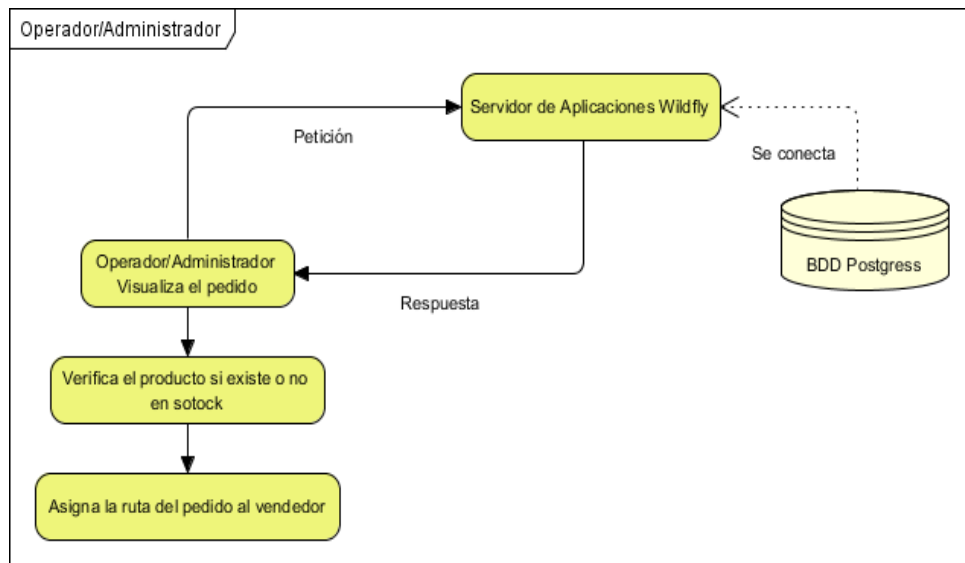 Operador/Administrador
Servidor de Aplicaciones Wildfly
Petición
Se conecta
Operador/Administrador
Visualiza el pedido
BDD Postgress
Respuesta
Verifica el producto si existe o no
en sotock
Asigna la ruta del pedido al vendedor